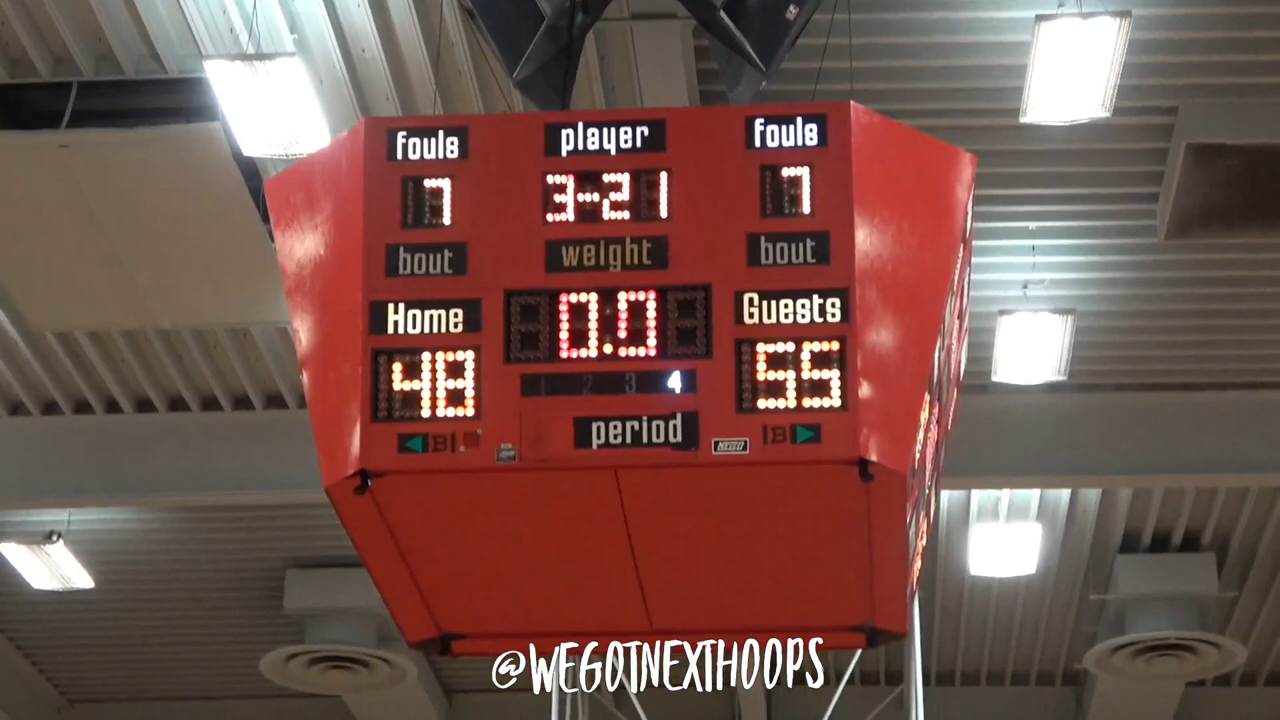 fouls player fouls
7 3-21 7
bout weight bout
Home 0.0 Guests
48 1 2 3 4 55
B period B
@WEGOTNEXTHOOPS